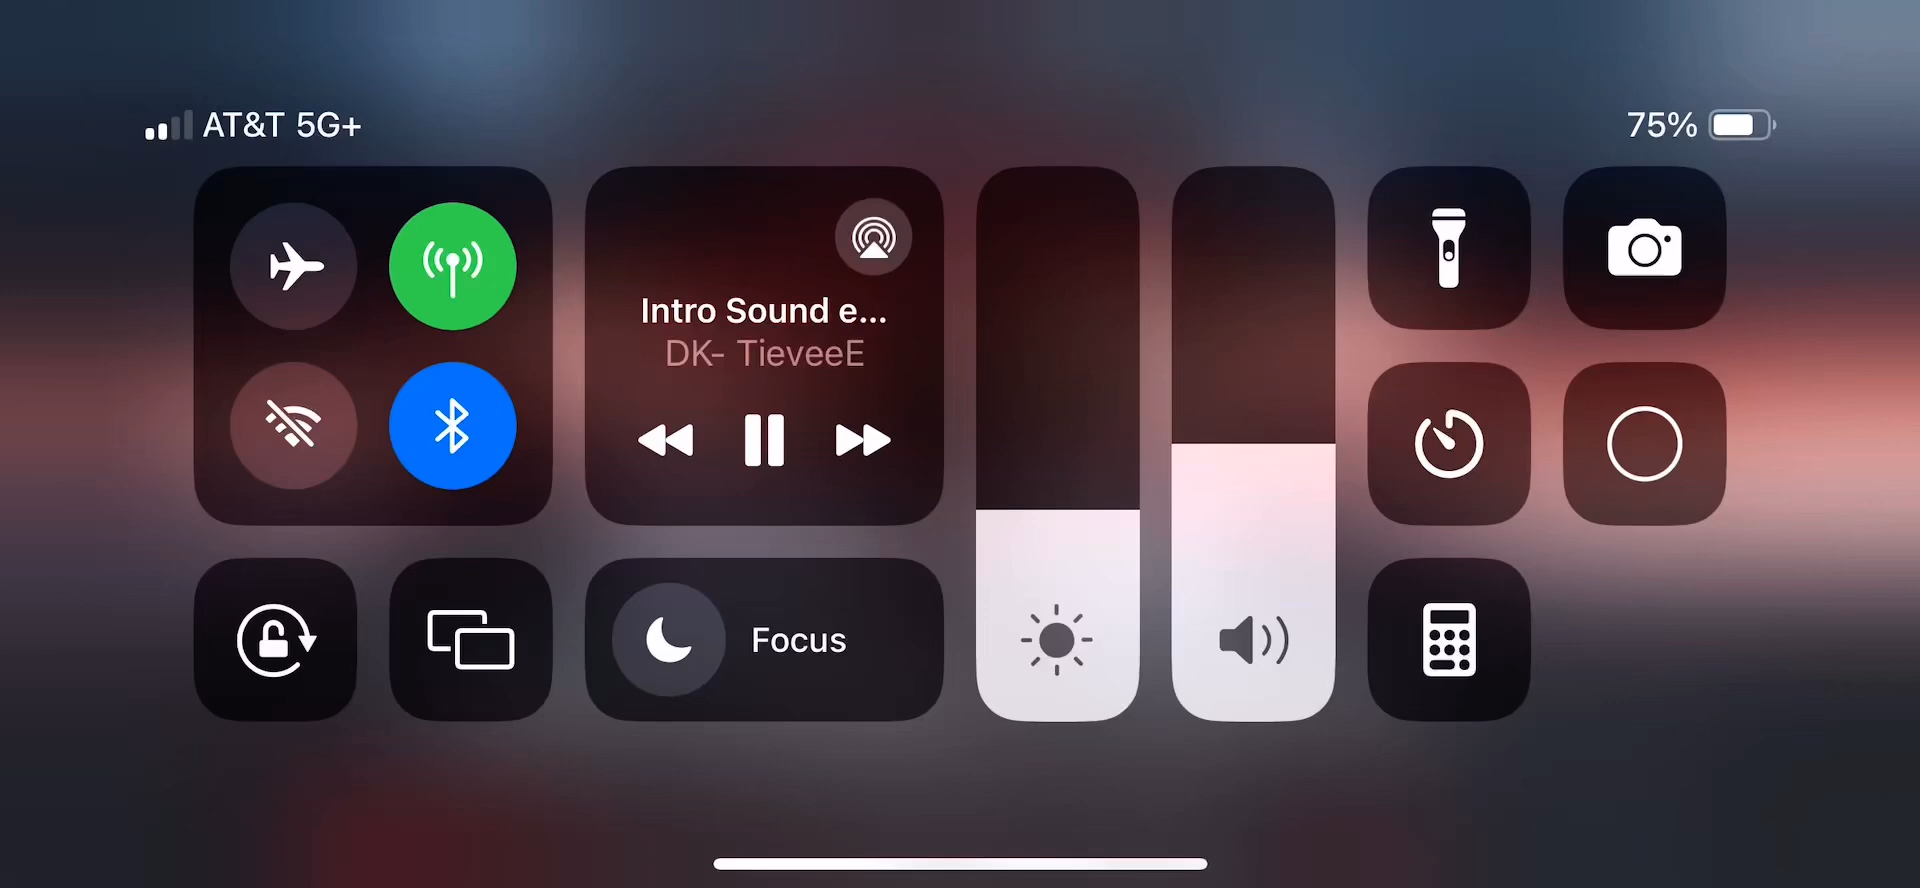 AT&T 5G+
75%
Intro Sound e...
DK- TieveeE
Focus